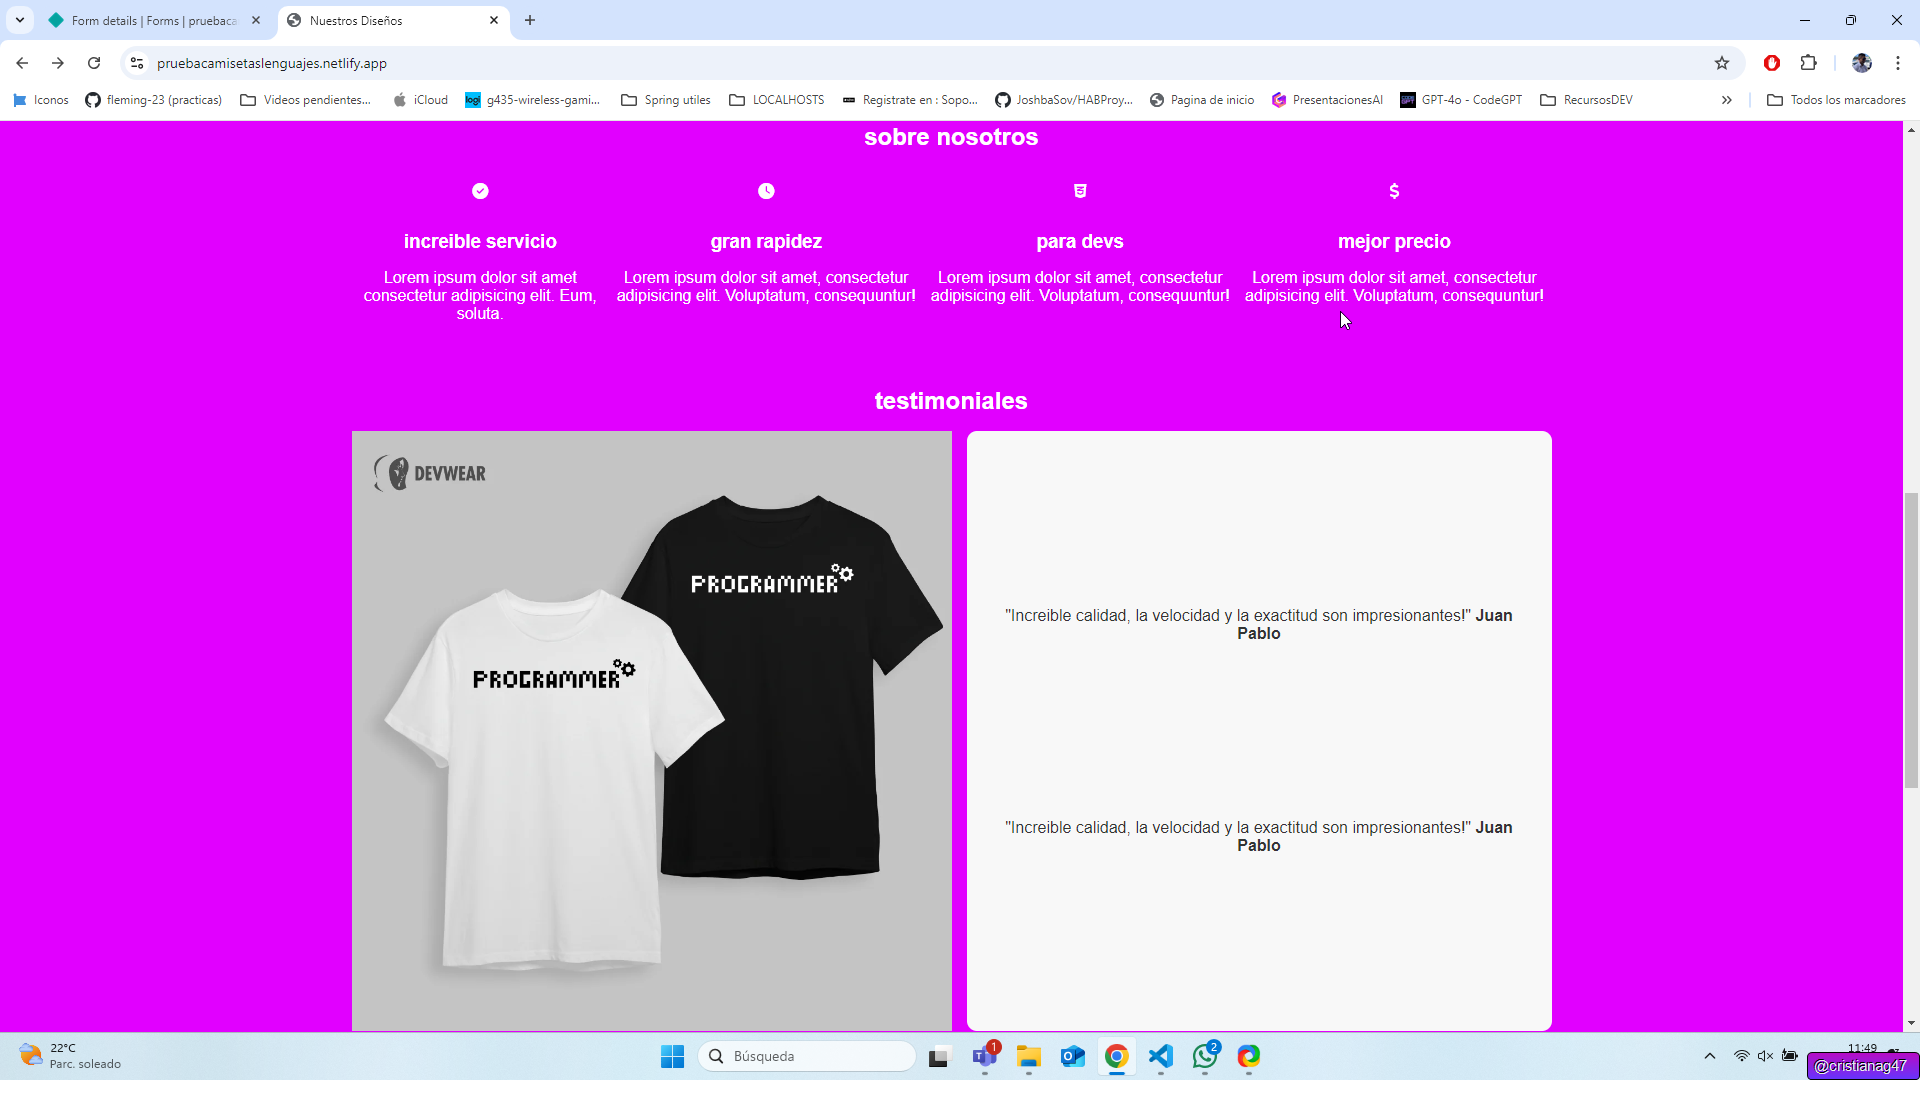 Form details | Forms | pruebaca
Nuestros Diseños
pruebacamisetaslenguajes.netlify.app
Iconos
fleming-23 (practicas)
Videos pendientes...
iCloud
logi
g435-wireless-gami...
Spring utiles
LOCALHOSTS
Registrate en : Sopo...
JoshbaSov/HABProy...
Pagina de inicio
PresentacionesAI
GPT-4o - CodeGPT
RecursosDEV
Todos los marcadores
sobre nosotros
increible servicio
Lorem ipsum dolor sit amet
consectetur adipisicing elit. Eum,
soluta.
gran rapidez
Lorem ipsum dolor sit amet, consectetur
adipisicing elit. Voluptatum, consequuntur!
para devs
Lorem ipsum dolor sit amet, consectetur
adipisicing elit. Voluptatum, consequuntur!
mejor precio
Lorem ipsum dolor sit amet, consectetur
adipisicing elit. Voluptatum, consequuntur!
testimoniales
DEVWEAR
PROGRAMMER
PROGRAMMER
"Increible calidad, la velocidad y la exactitud son impresionantes!" Juan
Pablo
"Increible calidad, la velocidad y la exactitud son impresionantes!" Juan
Pablo
22°C
Parc. soleado
Búsqueda
1
2
11:49
@cristianag47